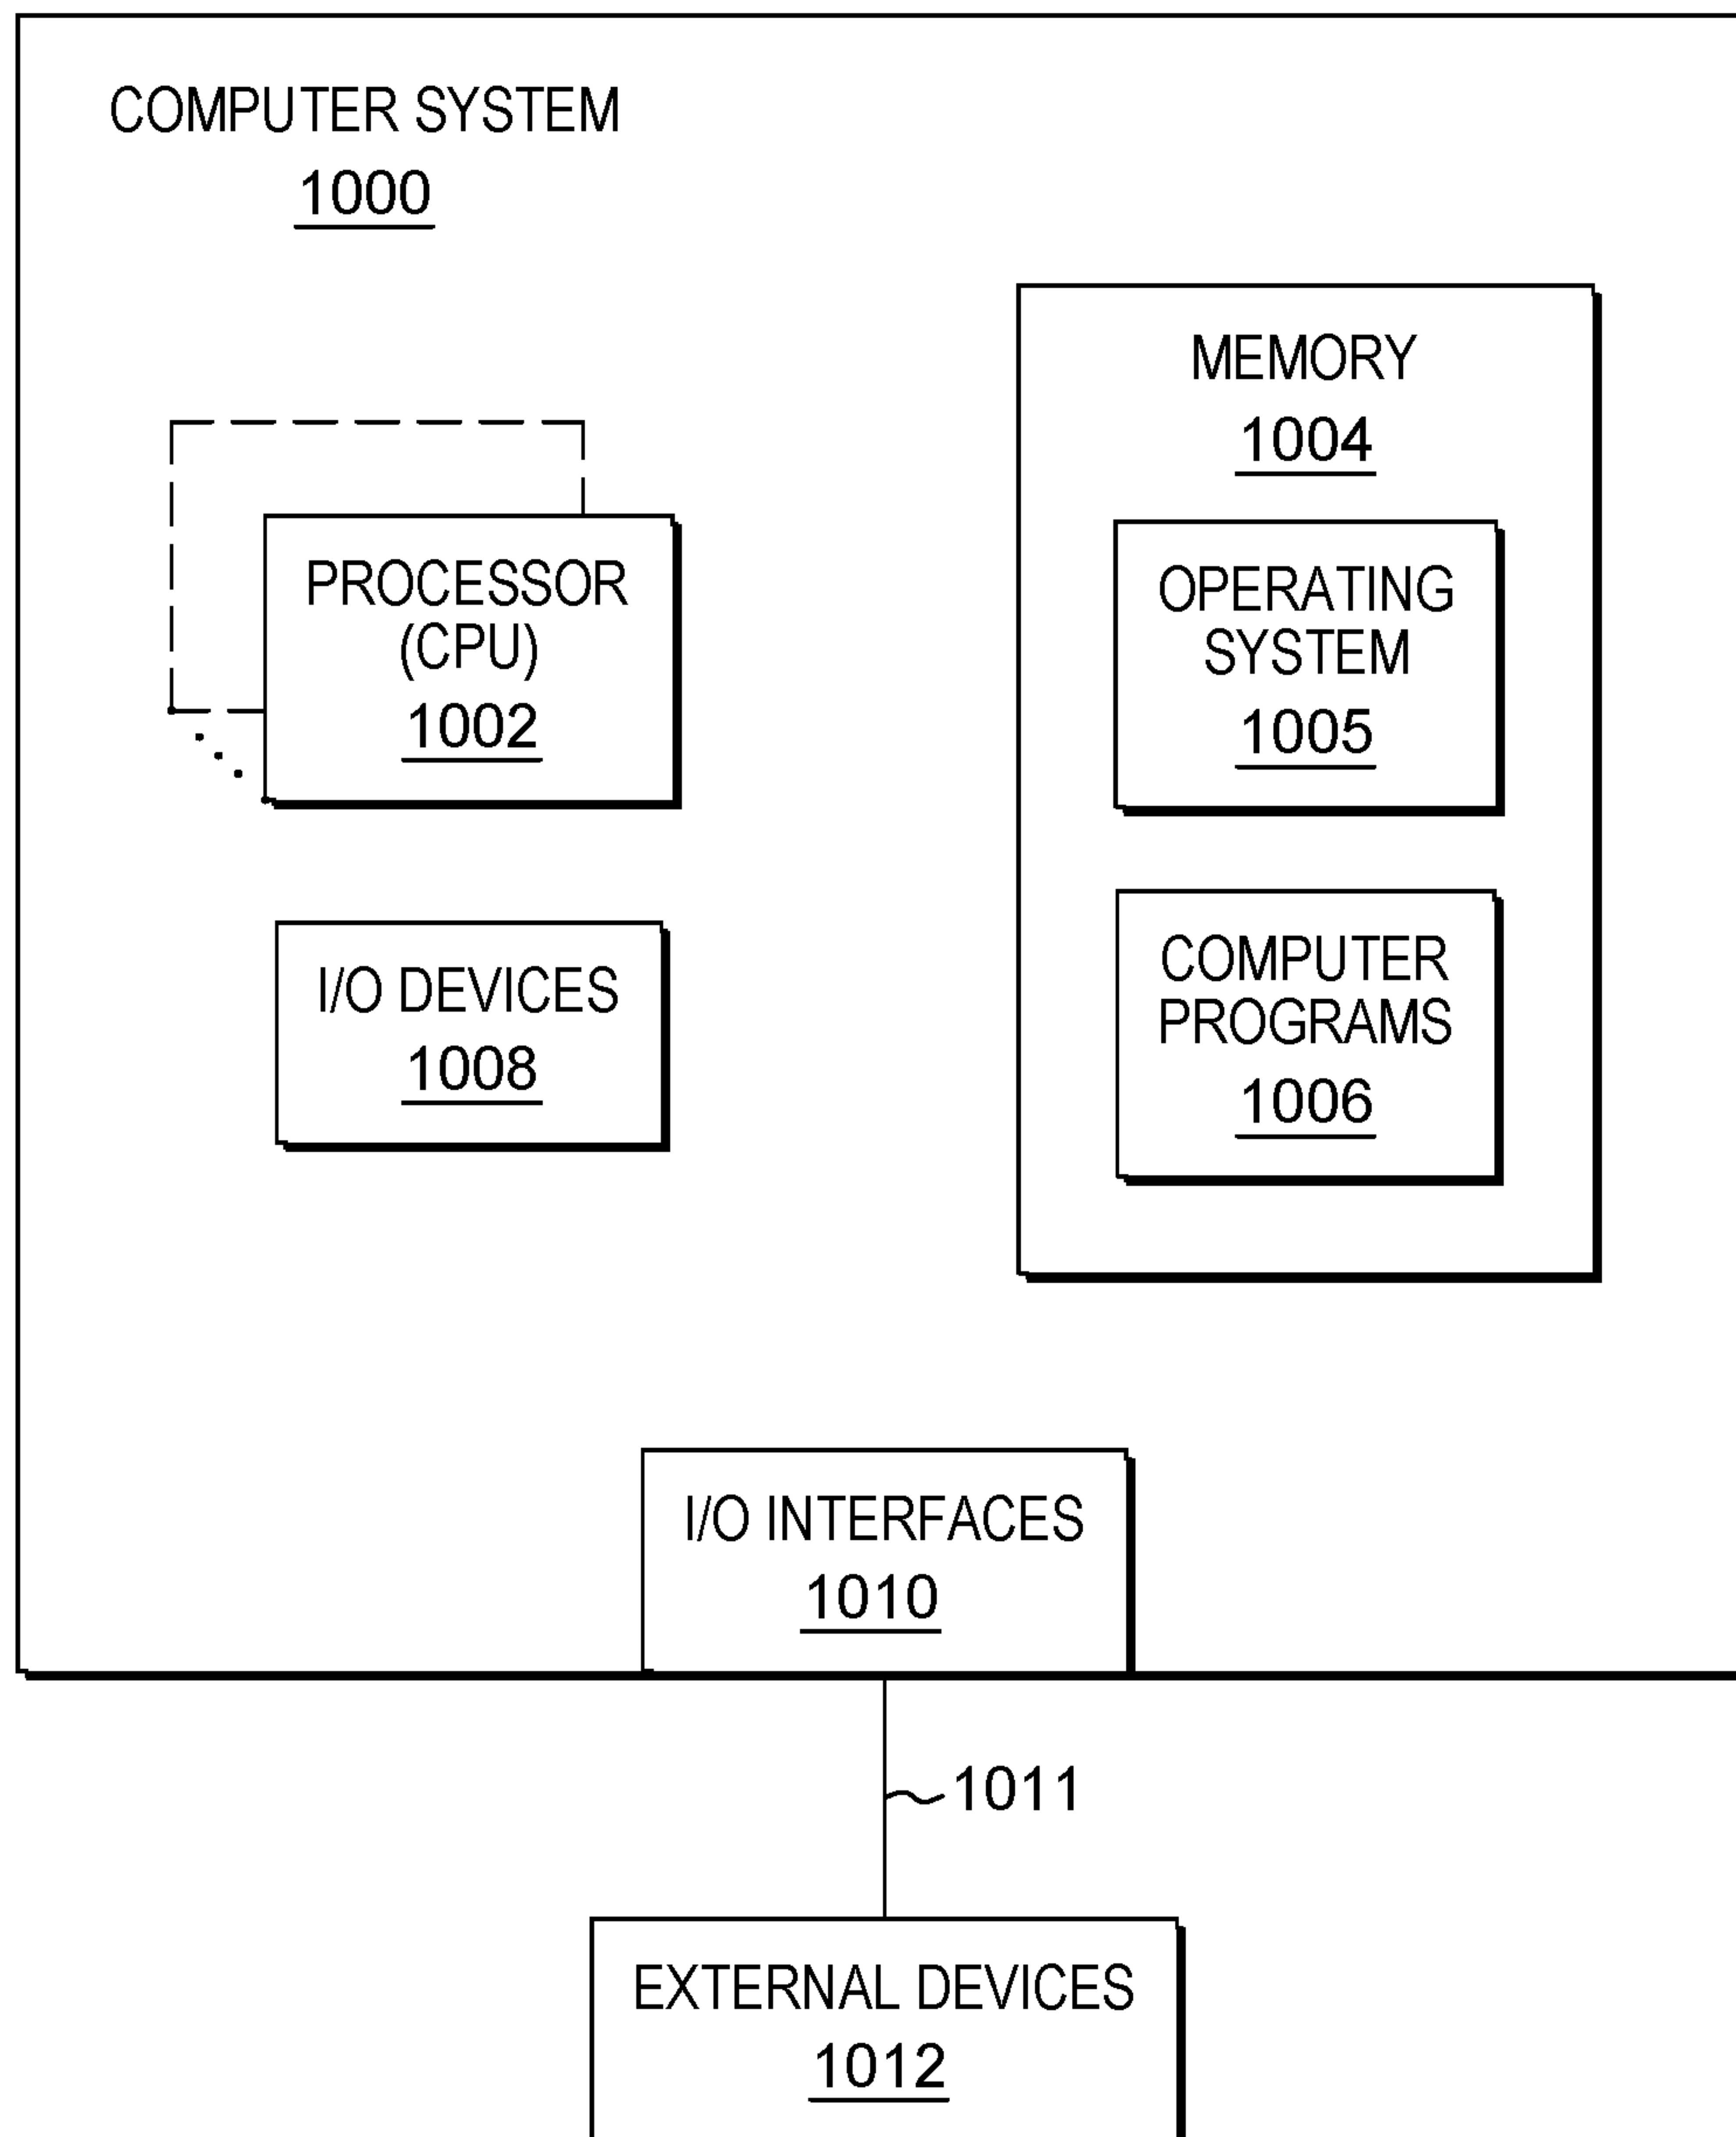 COMPUTER SYSTEM
1000
MEMORY
1004
PROCESSOR
(CPU)
1002
OPERATING
SYSTEM
1005
I/O DEVICES
1008
COMPUTER
PROGRAMS
1006
I/O INTERFACES
1010
1011
EXTERNAL DEVICES
1012